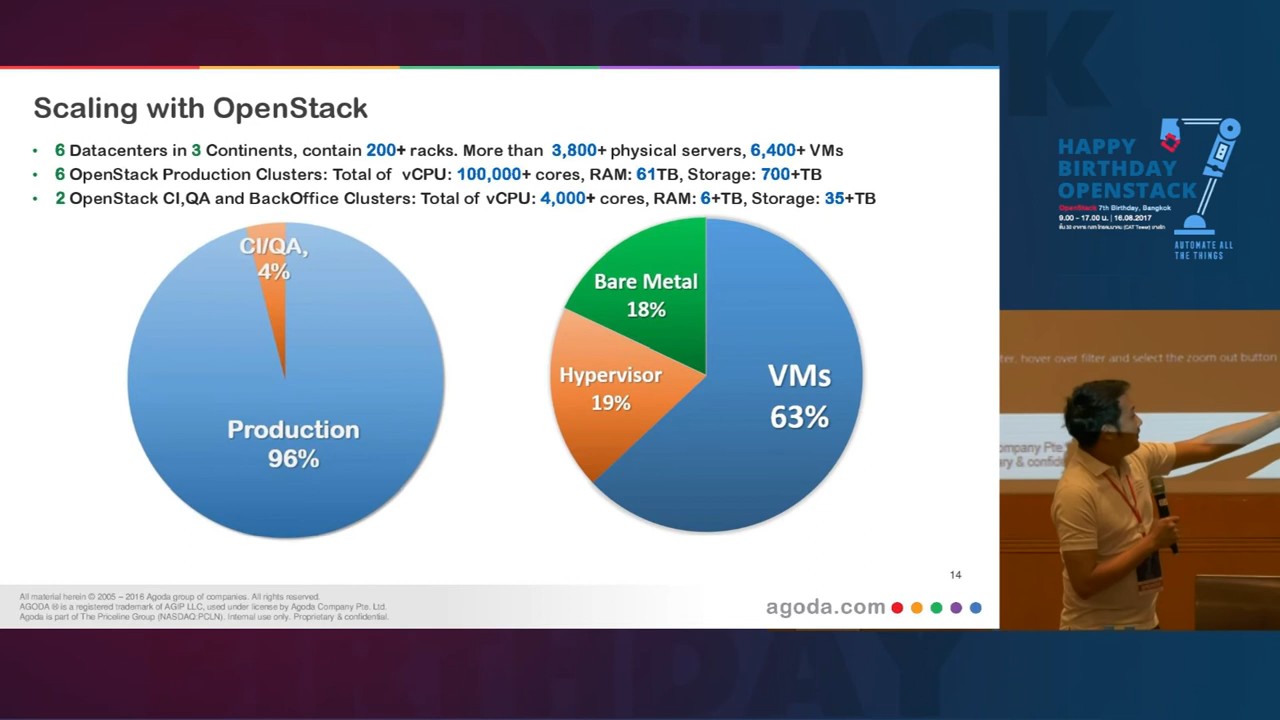 Scaling with OpenStack
• 6 Datacenters in 3 Continents, contain 200+ racks. More than 3,800+ physical servers, 6,400+ VMs
• 6 OpenStack Production Clusters: Total of vCPU: 100,000+ cores, RAM: 61TB, Storage: 700+TB
• 2 OpenStack CI,QA and BackOffice Clusters: Total of vCPU: 4,000+ cores, RAM: 6+TB, Storage: 35+TB
CI/QA,
4%
Production
96%
Bare Metal
18%
Hypervisor
19%
VMs
63%
14
All material herein © 2005 – 2016 Agoda group of companies. All rights reserved.
AGODA ® is a registered trademark of AGIP LLC, used under license by Agoda Company Pte. Ltd.
Agoda is part of The Priceline Group (NASDAQ:PCLN). Internal use only. Proprietary & confidential.
agoda.com
HAPPY
BIRTHDAY
OPENSTACK
OpenStack 7th Birthday, Bangkok
9.00 - 17.00 น. | 16.08.2017
AUTOMATE ALL
THE THINGS
ter, hover over filter and select the zoom out button
ompany Pte.
ry & confid
OPENSTACK
BIRTHDAY